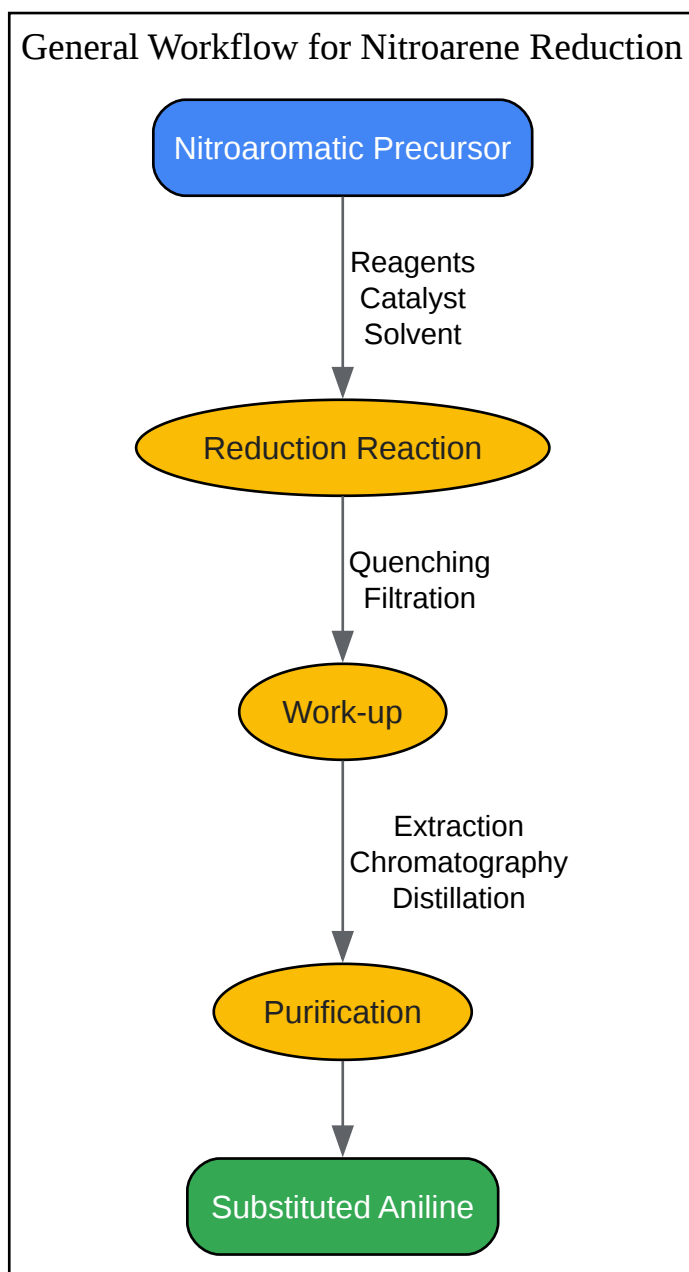 General Workflow for Nitroarene Reduction
Nitroaromatic Precursor
Reagents
Catalyst
Solvent
Reduction Reaction
Quenching
Filtration
Work-up
Extraction
Chromatography
Distillation
Purification
Substituted Aniline